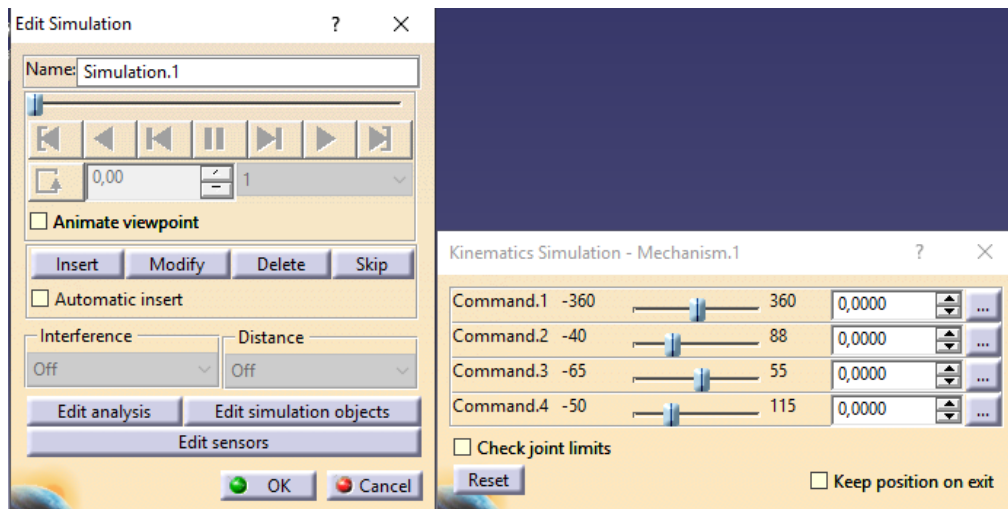 Edit Simulation ? ×
Name: Simulation.1
0,00 1
Animate viewpoint
Insert Modify Delete Skip
Automatic insert
Interference Distance
Off Off
Edit analysis Edit simulation objects
Edit sensors
OK Cancel
Kinematics Simulation - Mechanism.1 ? ×
Command.1 -360 360 0,0000 ...
Command.2 -40 88 0,0000 ...
Command.3 -65 55 0,0000 ...
Command.4 -50 115 0,0000 ...
Check joint limits
Reset Keep position on exit